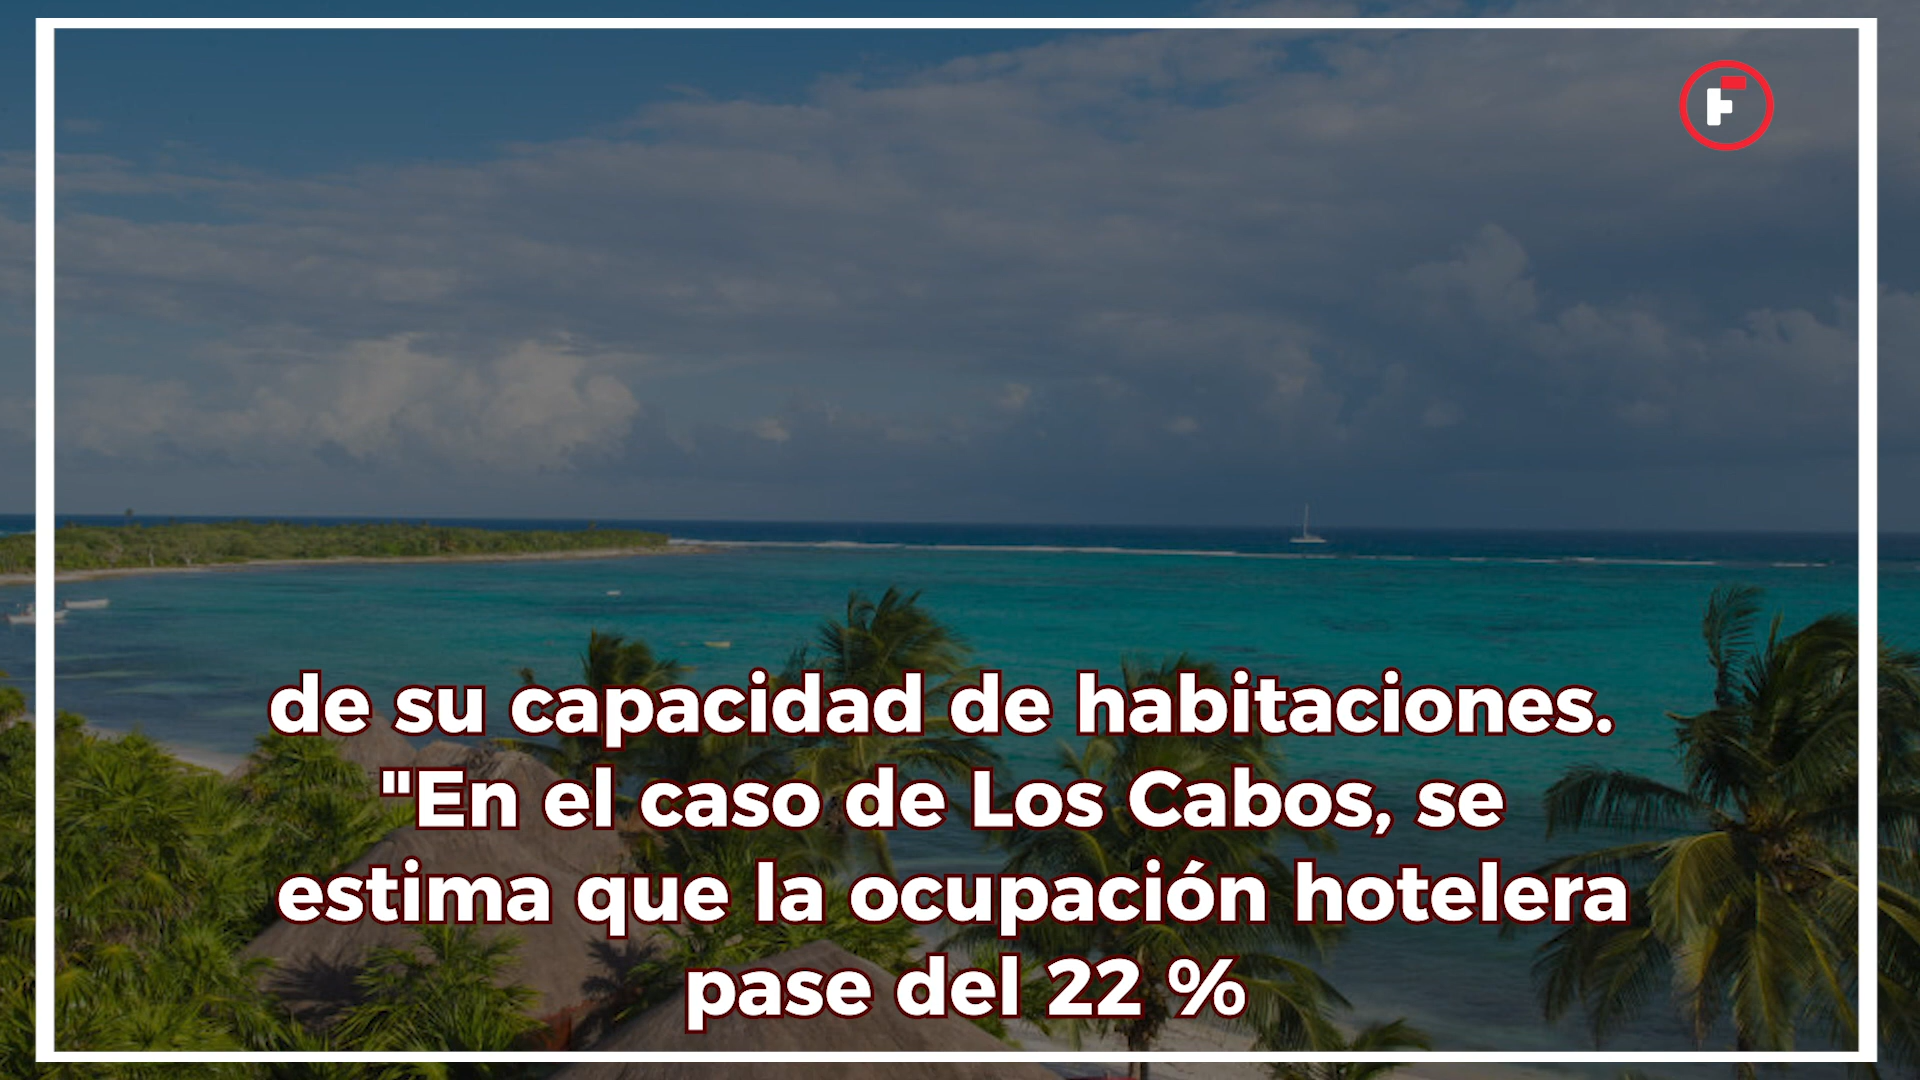 F
de su capacidad de habitaciones.
"En el caso de Los Cabos, se
estima que la ocupación hotelera
pase del 22 %